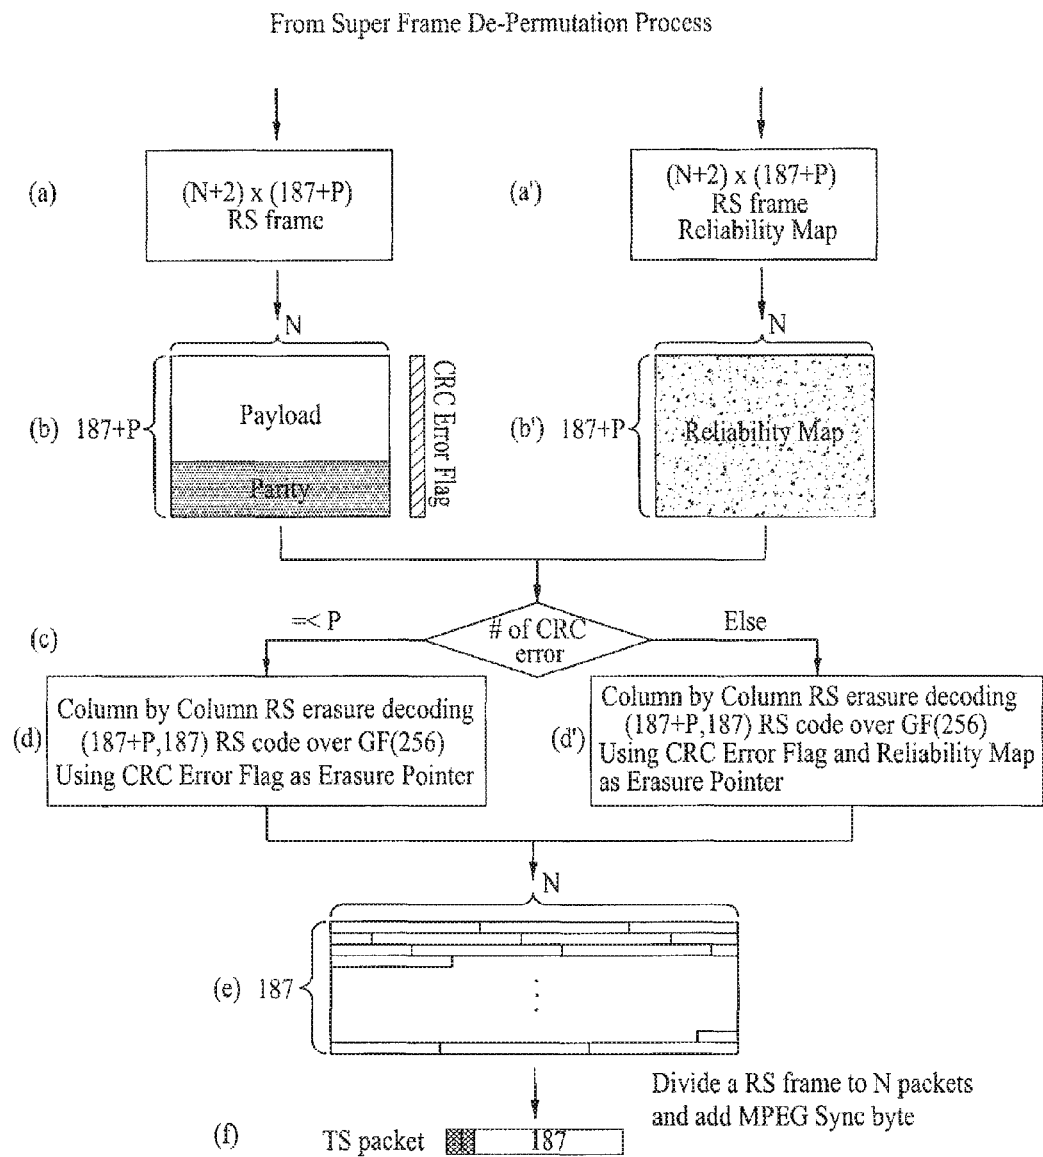 From Super Frame De-Permutation Process
(a)
(N+2) x (187+P)
RS frame
(a')
(N+2) x (187+P)
RS frame
Reliability Map
N
N
(b)
187+P
Payload
Parity
CRC Error Flag
(b')
187+P
Reliability Map
(c)
=< P
# of CRC
error
Else
(d)
Column by Column RS erasure decoding
(187+P,187) RS code over GF(256)
Using CRC Error Flag as Erasure Pointer
(d')
Column by Column RS erasure decoding
(187+P,187) RS code over GF(256)
Using CRC Error Flag and Reliability Map
as Erasure Pointer
N
(e)
187
Divide a RS frame to N packets
and add MPEG Sync byte
(f)
TS packet
1
187